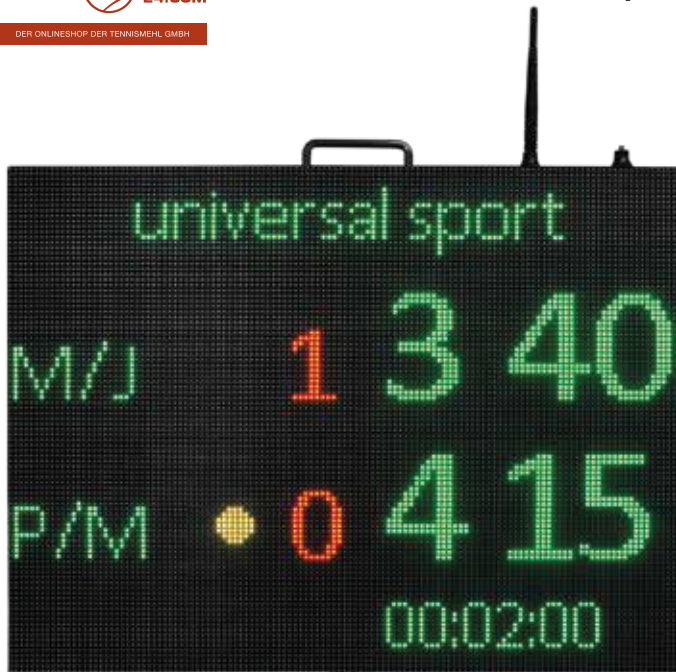 DER ONLINESHOP DER TENNISMEHL GMBH
universal sport
M/J 1 3 40
P/M 0 4 15
00:02:00